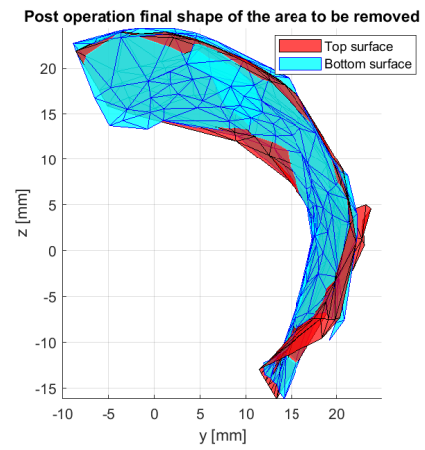 Post operation final shape of the area to be removed
Top surface
Bottom surface
20
15
10
5
0
-5
-10
-15
z [mm]
-10 -5 0 5 10 15 20
y [mm]